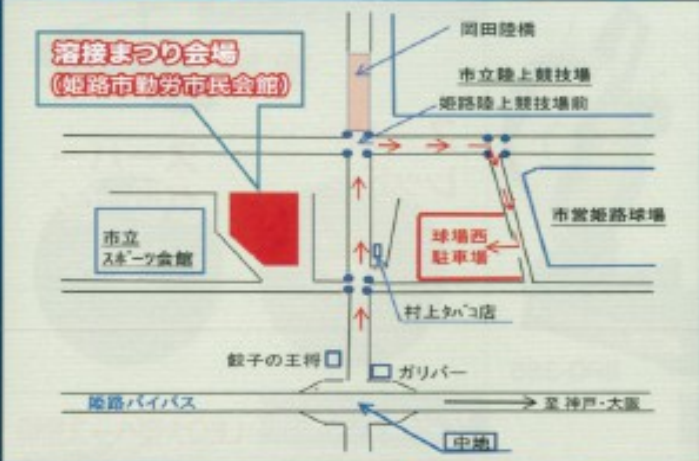 溶接まつり会場
(姫路市勤労市民会館)
岡田陸橋
市立陸上競技場
姫路陸上競技場前
市立
スポーツ会館
球場西
駐車場
市営姫路球場
村上タバコ店
餃子の王将
ガリバー
姫路バイパス
至 神戸・大阪
中地